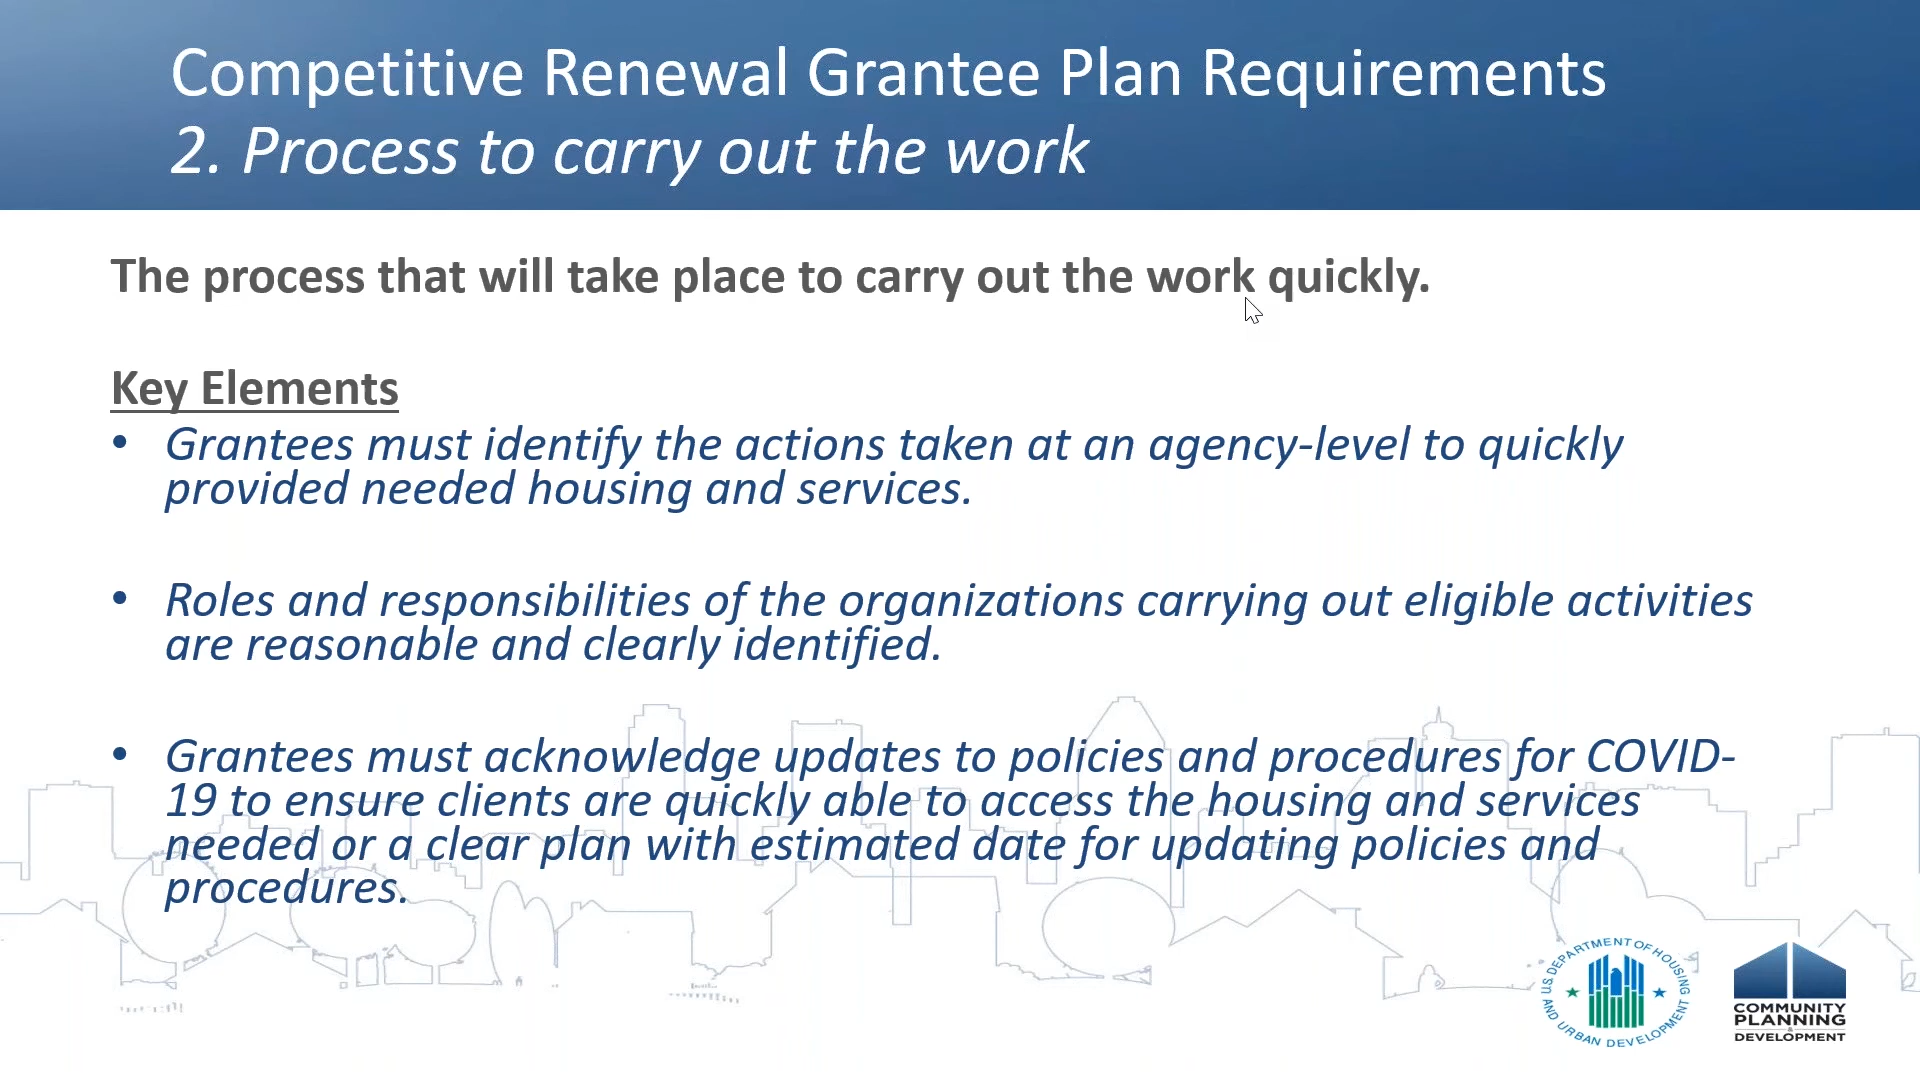 Competitive Renewal Grantee Plan Requirements
2. Process to carry out the work
The process that will take place to carry out the work quickly.
Key Elements
• Grantees must identify the actions taken at an agency-level to quickly
provided needed housing and services.
• Roles and responsibilities of the organizations carrying out eligible activities
are reasonable and clearly identified.
• Grantees must acknowledge updates to policies and procedures for COVID-
19 to ensure clients are quickly able to access the housing and services
needed or a clear plan with estimated date for updating policies and
procedures.
U.S. DEPARTMENT OF HOUSING
AND URBAN DEVELOPMENT
COMMUNITY
PLANNING
&
DEVELOPMENT